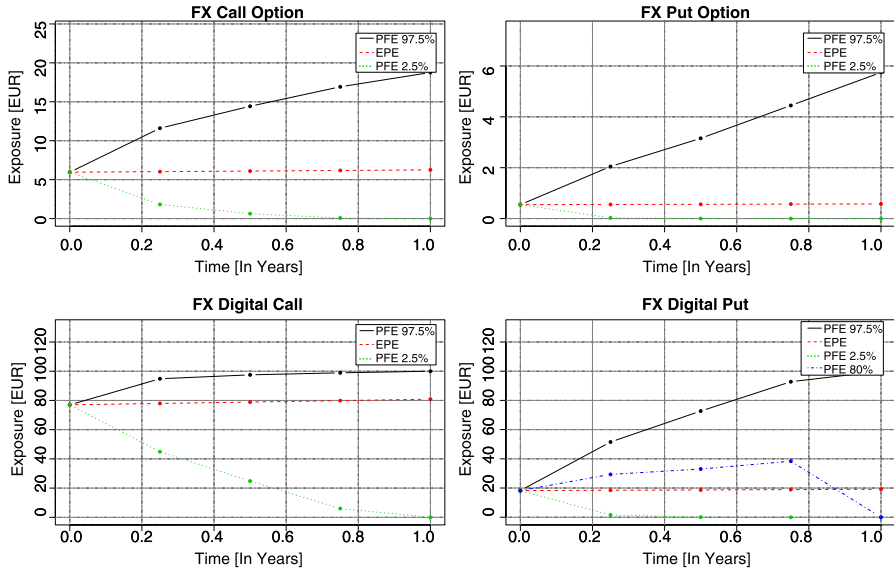 FX Call Option
Exposure [EUR]
25
20
15
10
5
0
PFE 97.5%
EPE
PFE 2.5%
0.0 0.2 0.4 0.6 0.8 1.0
Time [In Years]
FX Put Option
Exposure [EUR]
6
4
2
0
PFE 97.5%
EPE
PFE 2.5%
0.0 0.2 0.4 0.6 0.8 1.0
Time [In Years]
FX Digital Call
Exposure [EUR]
120
100
80
60
40
20
0
PFE 97.5%
EPE
PFE 2.5%
0.0 0.2 0.4 0.6 0.8 1.0
Time [In Years]
FX Digital Put
Exposure [EUR]
120
100
80
60
40
20
0
PFE 97.5%
EPE
PFE 2.5%
PFE 80%
0.0 0.2 0.4 0.6 0.8 1.0
Time [In Years]